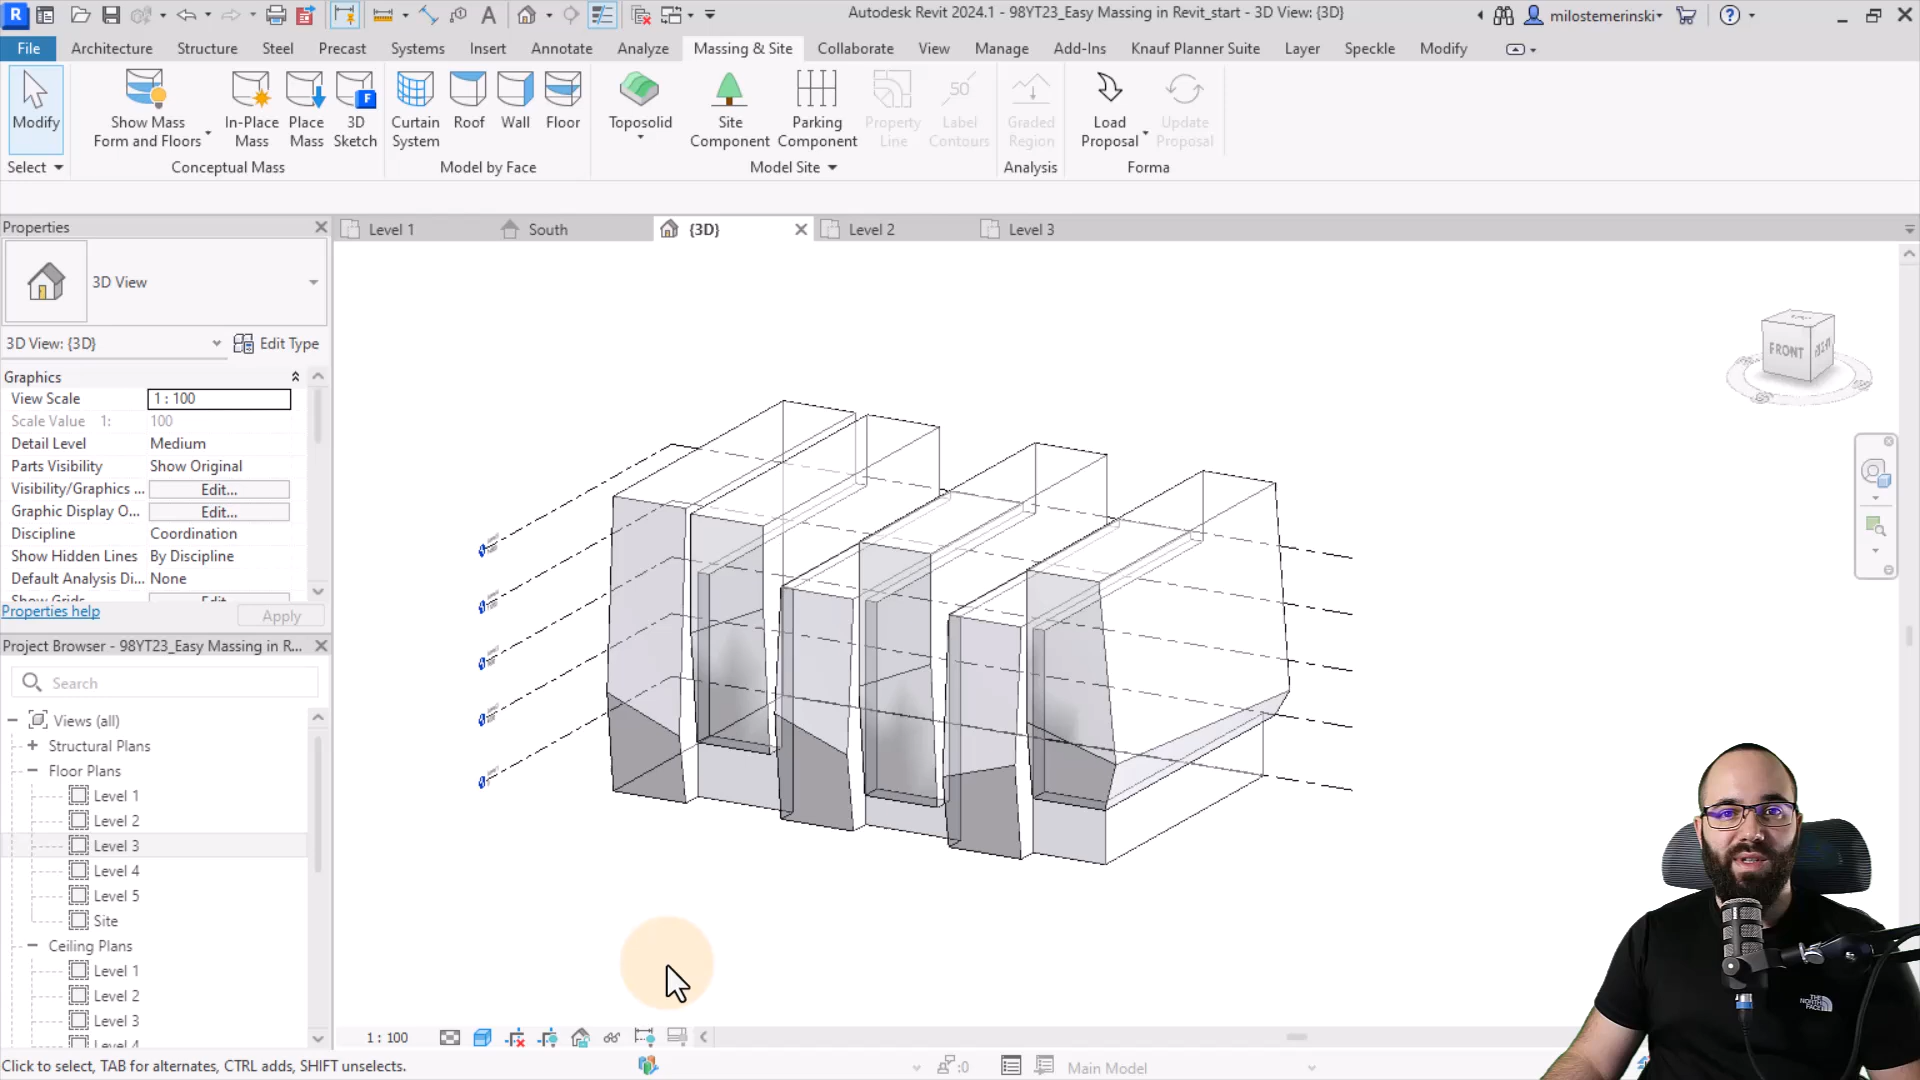 Autodesk Revit 2024.1 - 98YT23_Easy Massing in Revit_start - 3D View: {3D}
milostemerinski
File Architecture Structure Steel Precast Systems Insert Annotate Analyze Massing & Site Collaborate View Manage Add-Ins Knauf Planner Suite Layer Speckle Modify
Modify
Show Mass
Form and Floors
In-Place
Mass
Place
Mass
3D
Sketch
Curtain
System
Roof
Wall
Floor
Toposolid
Site
Component
Parking
Component
Property
Line
Label
Contours
Graded
Region
Load
Proposal
Update
Proposal
Select
Conceptual Mass
Model by Face
Model Site
Analysis
Forma
Properties
Level 1
South
{3D}
Level 2
Level 3
3D View
3D View: {3D}
Edit Type
Graphics
View Scale 1 : 100
Scale Value 1: 100
Detail Level Medium
Parts Visibility Show Original
Visibility/Graphics ... Edit...
Graphic Display O... Edit...
Discipline Coordination
Show Hidden Lines By Discipline
Default Analysis Di... None
Show Grids Edit...
Properties help
Apply
Project Browser - 98YT23_Easy Massing in R...
Search
Views (all)
Structural Plans
Floor Plans
Level 1
Level 2
Level 3
Level 4
Level 5
Site
Ceiling Plans
Level 1
Level 2
Level 3
Level 4
FRONT
THE
NORTH
FACE
1 : 100
Click to select, TAB for alternates, CTRL adds, SHIFT unselects.
:0
Main Model